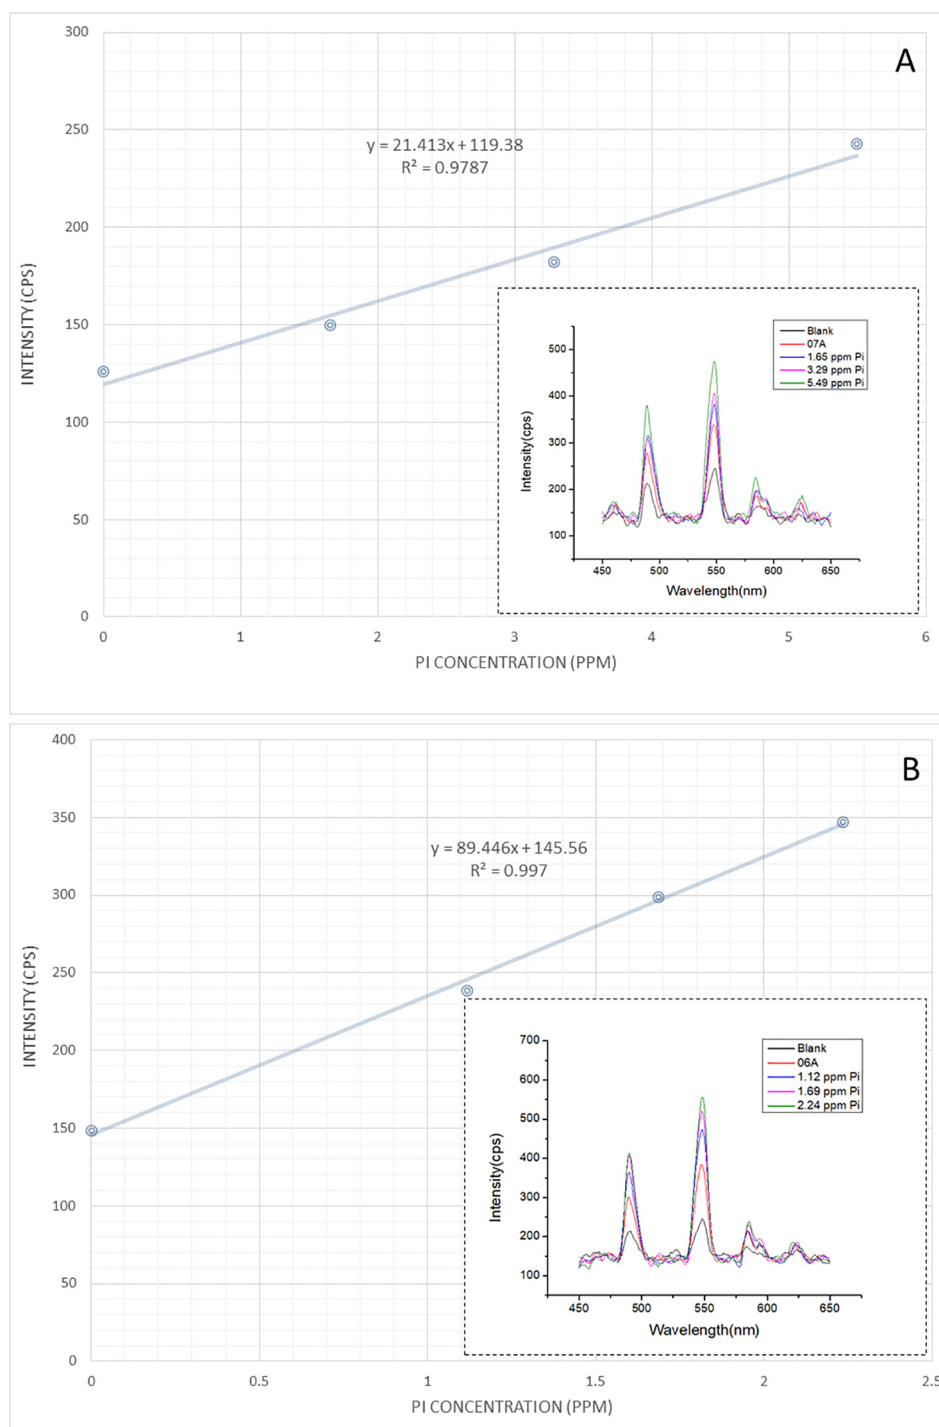 A
300
250
200
150
100
50
0
INTENSITY (CPS)
y = 21.413x + 119.38
R² = 0.9787
0 1 2 3 4 5 6
PI CONCENTRATION (PPM)
500
400
300
200
100
Intensity(cps)
Blank
07A
1.65 ppm Pi
3.29 ppm Pi
5.49 ppm Pi
450 500 550 600 650
Wavelength(nm)
B
400
350
300
250
200
150
100
50
0
INTENSITY (CPS)
y = 89.446x + 145.56
R² = 0.997
0 0.5 1 1.5 2 2.5
PI CONCENTRATION (PPM)
700
600
500
400
300
200
100
Intensity(cps)
Blank
06A
1.12 ppm Pi
1.69 ppm Pi
2.24 ppm Pi
450 500 550 600 650
Wavelength(nm)